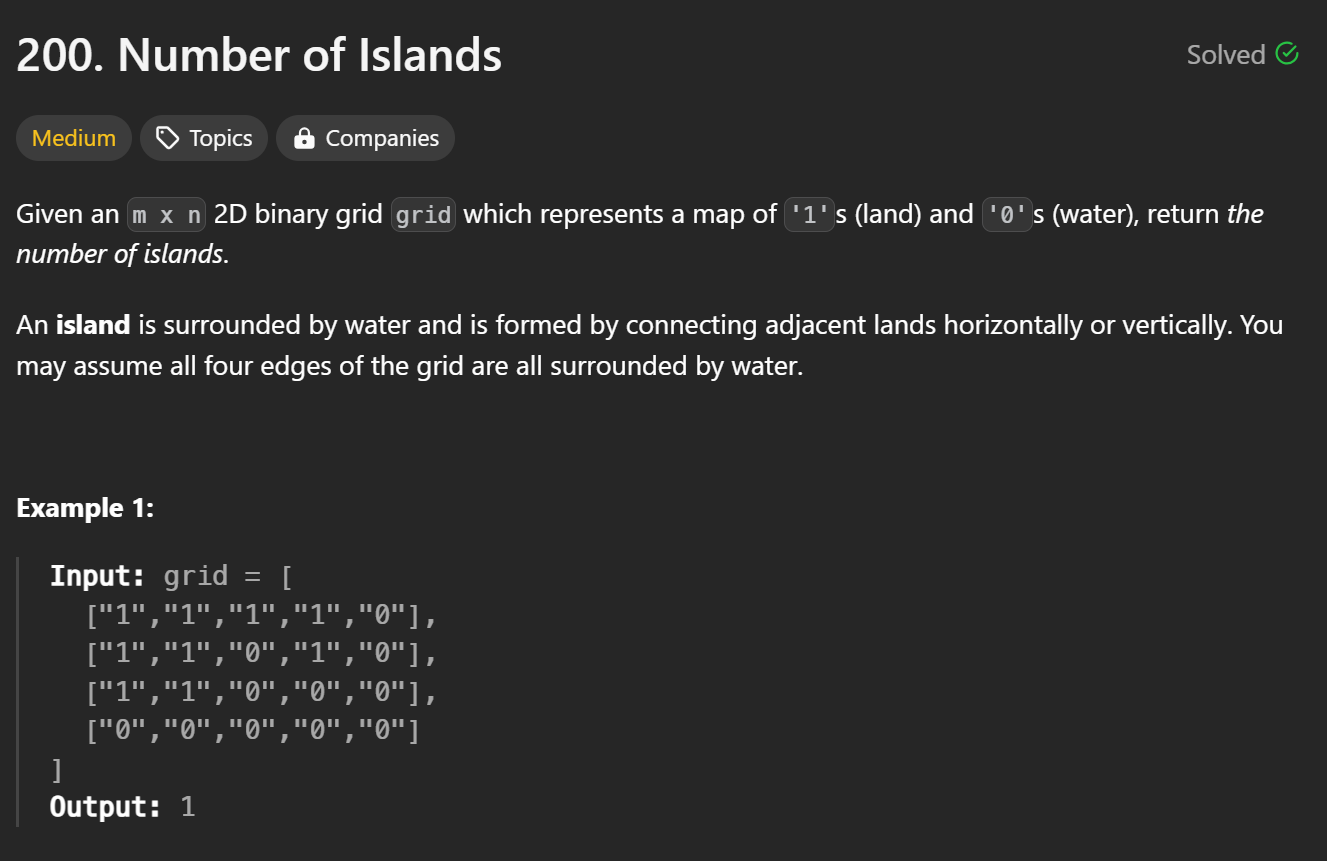 200. Number of Islands
Solved
Medium
Topics
Companies
Given an m x n 2D binary grid grid which represents a map of '1's (land) and '0's (water), return the
number of islands.
An island is surrounded by water and is formed by connecting adjacent lands horizontally or vertically. You
may assume all four edges of the grid are all surrounded by water.
Example 1:
Input: grid = [
["1","1","1","1","0"],
["1","1","0","1","0"],
["1","1","0","0","0"],
["0","0","0","0","0"]
]
Output: 1